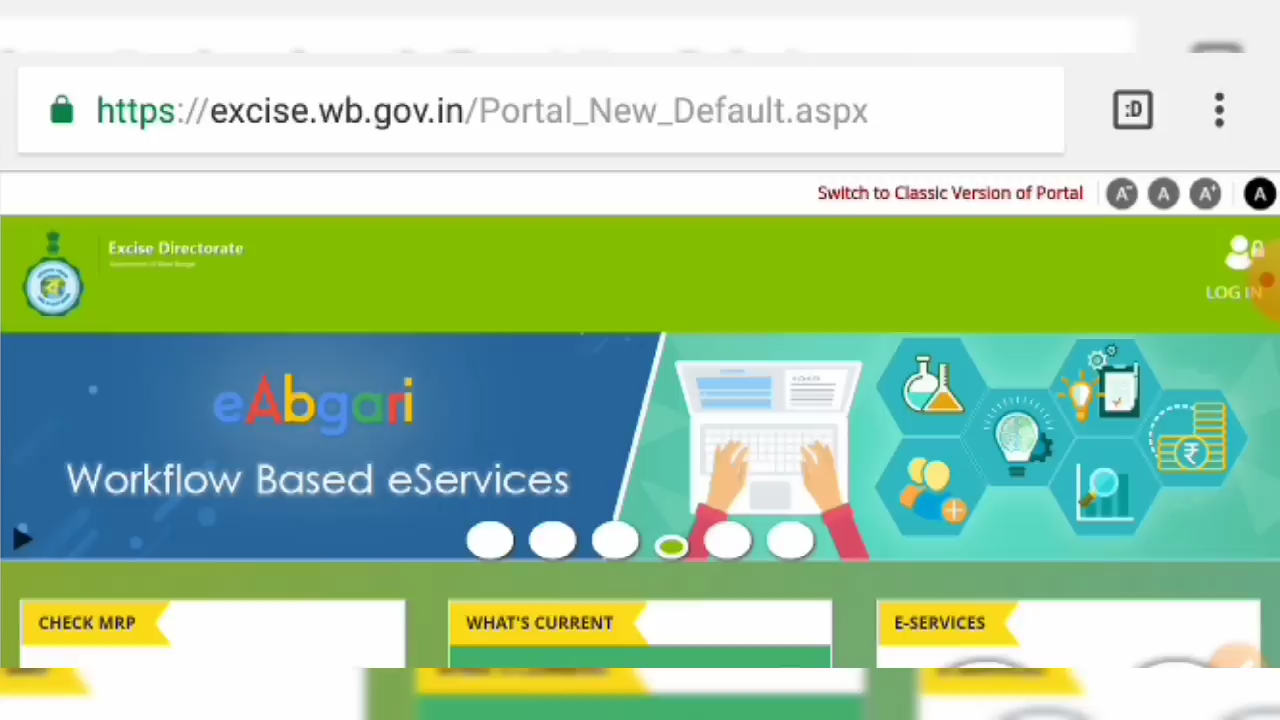 https://excise.wb.gov.in/Portal_New_Default.aspx
:D
Switch to Classic Version of Portal
A- A A+ A
Excise Directorate
LOG IN
eAbgari
Workflow Based eServices
CHECK MRP
WHAT'S CURRENT
E-SERVICES